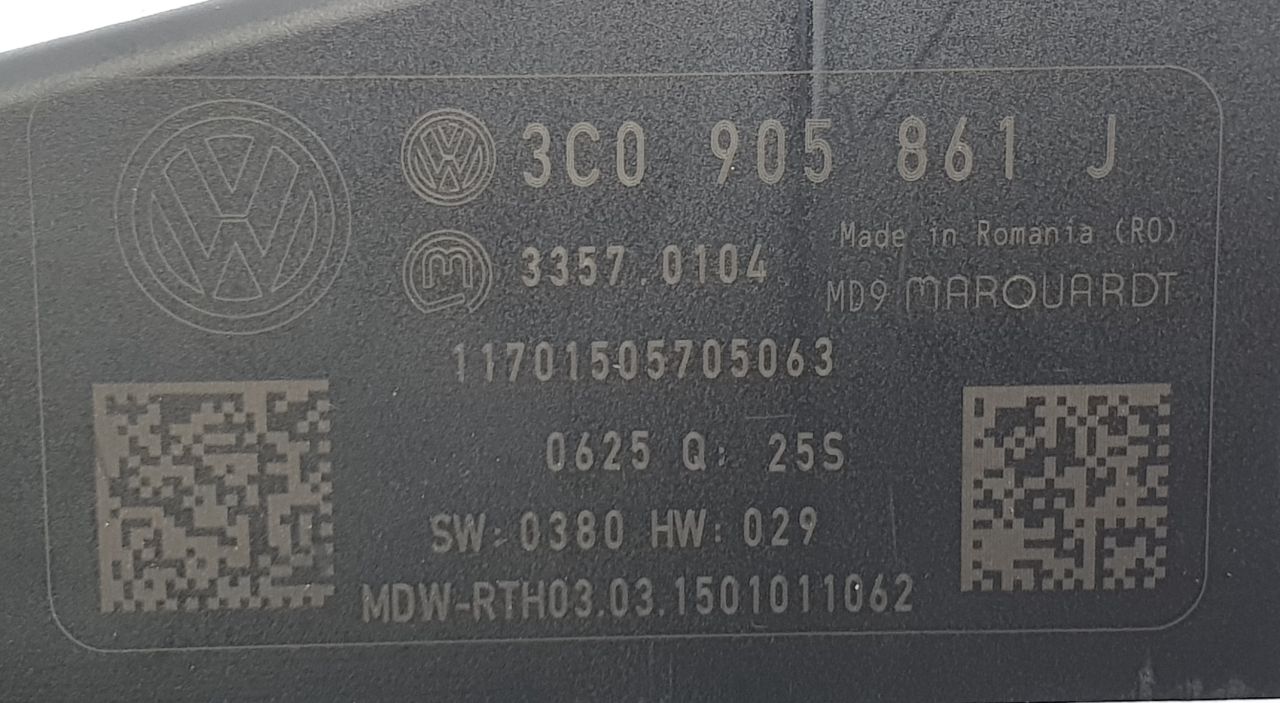 3C0 905 861 J
Made in Romania (RO)
3357.0104
MD9 MARQUARDT
11701505705063
0625 Q: 25S
SW: 0380 HW: 029
MDW-RTH03.03.1501011062